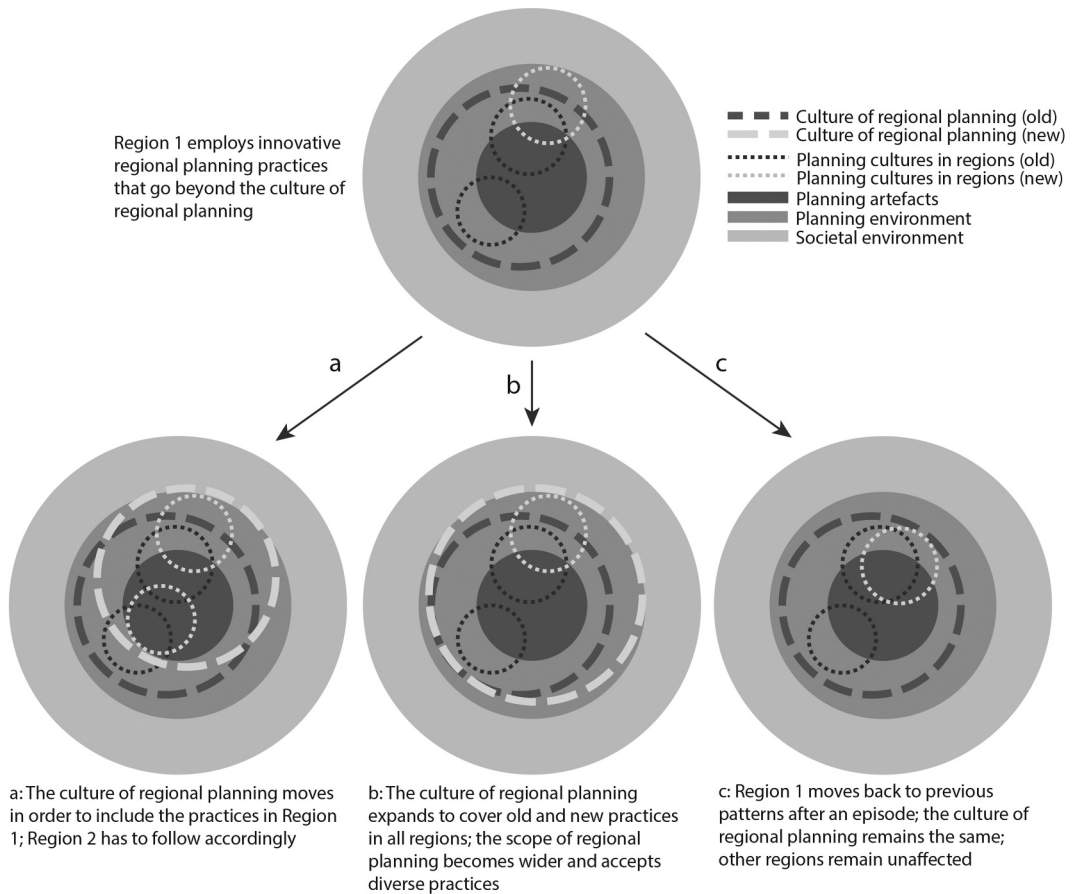 Region 1 employs innovative
regional planning practices
that go beyond the culture of
regional planning
Culture of regional planning (old)
Culture of regional planning (new)
Planning cultures in regions (old)
Planning cultures in regions (new)
Planning artefacts
Planning environment
Societal environment
a
b
c
a: The culture of regional planning moves
in order to include the practices in Region
1; Region 2 has to follow accordingly
b: The culture of regional planning
expands to cover old and new practices
in all regions; the scope of regional
planning becomes wider and accepts
diverse practices
c: Region 1 moves back to previous
patterns after an episode; the culture of
regional planning remains the same;
other regions remain unaffected